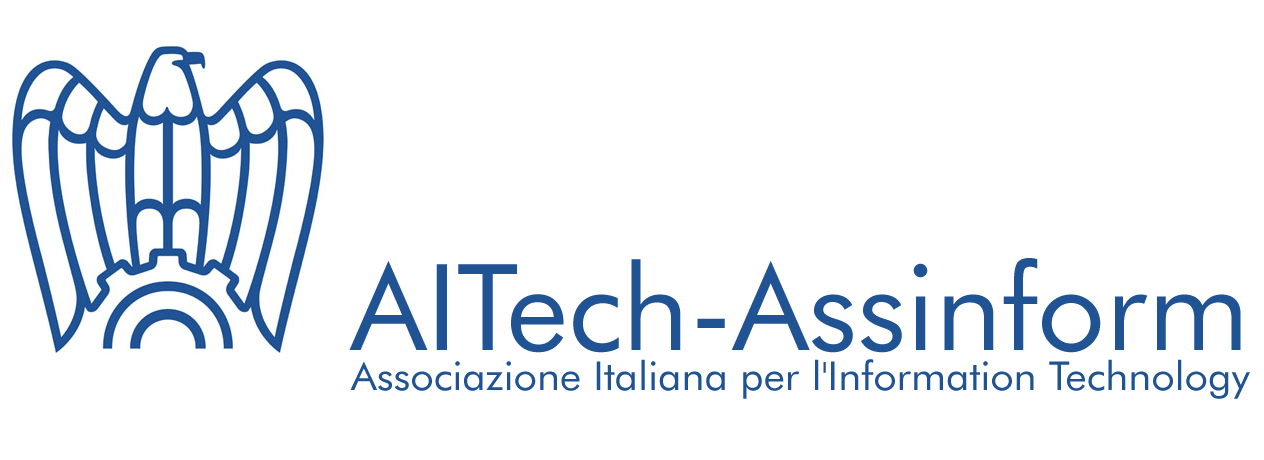 AITech-Assinform
Associazione Italiana per l'Information Technology